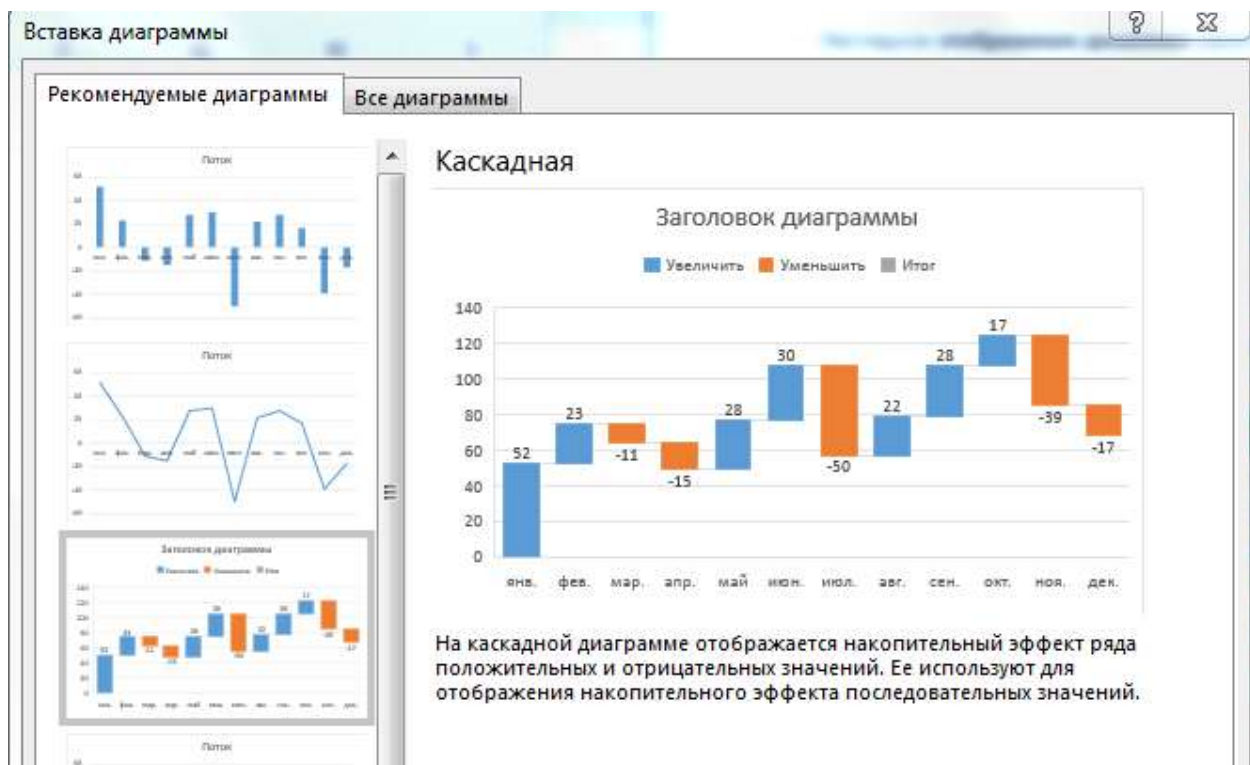 Вставка диаграммы
Рекомендуемые диаграммы
Все диаграммы
Поток
Поток
Заголовок диаграммы
Поток
Каскадная
Заголовок диаграммы
Увеличить Уменьшить Итог
140
120
100
80
60
40
20
0
52 23 -11 -15 28 30 -50 22 28 17 -39 -17
янв. фев. мар. апр. май июн. июл. авг. сен. окт. ноя. дек.
На каскадной диаграмме отображается накопительный эффект ряда
положительных и отрицательных значений. Ее используют для
отображения накопительного эффекта последовательных значений.